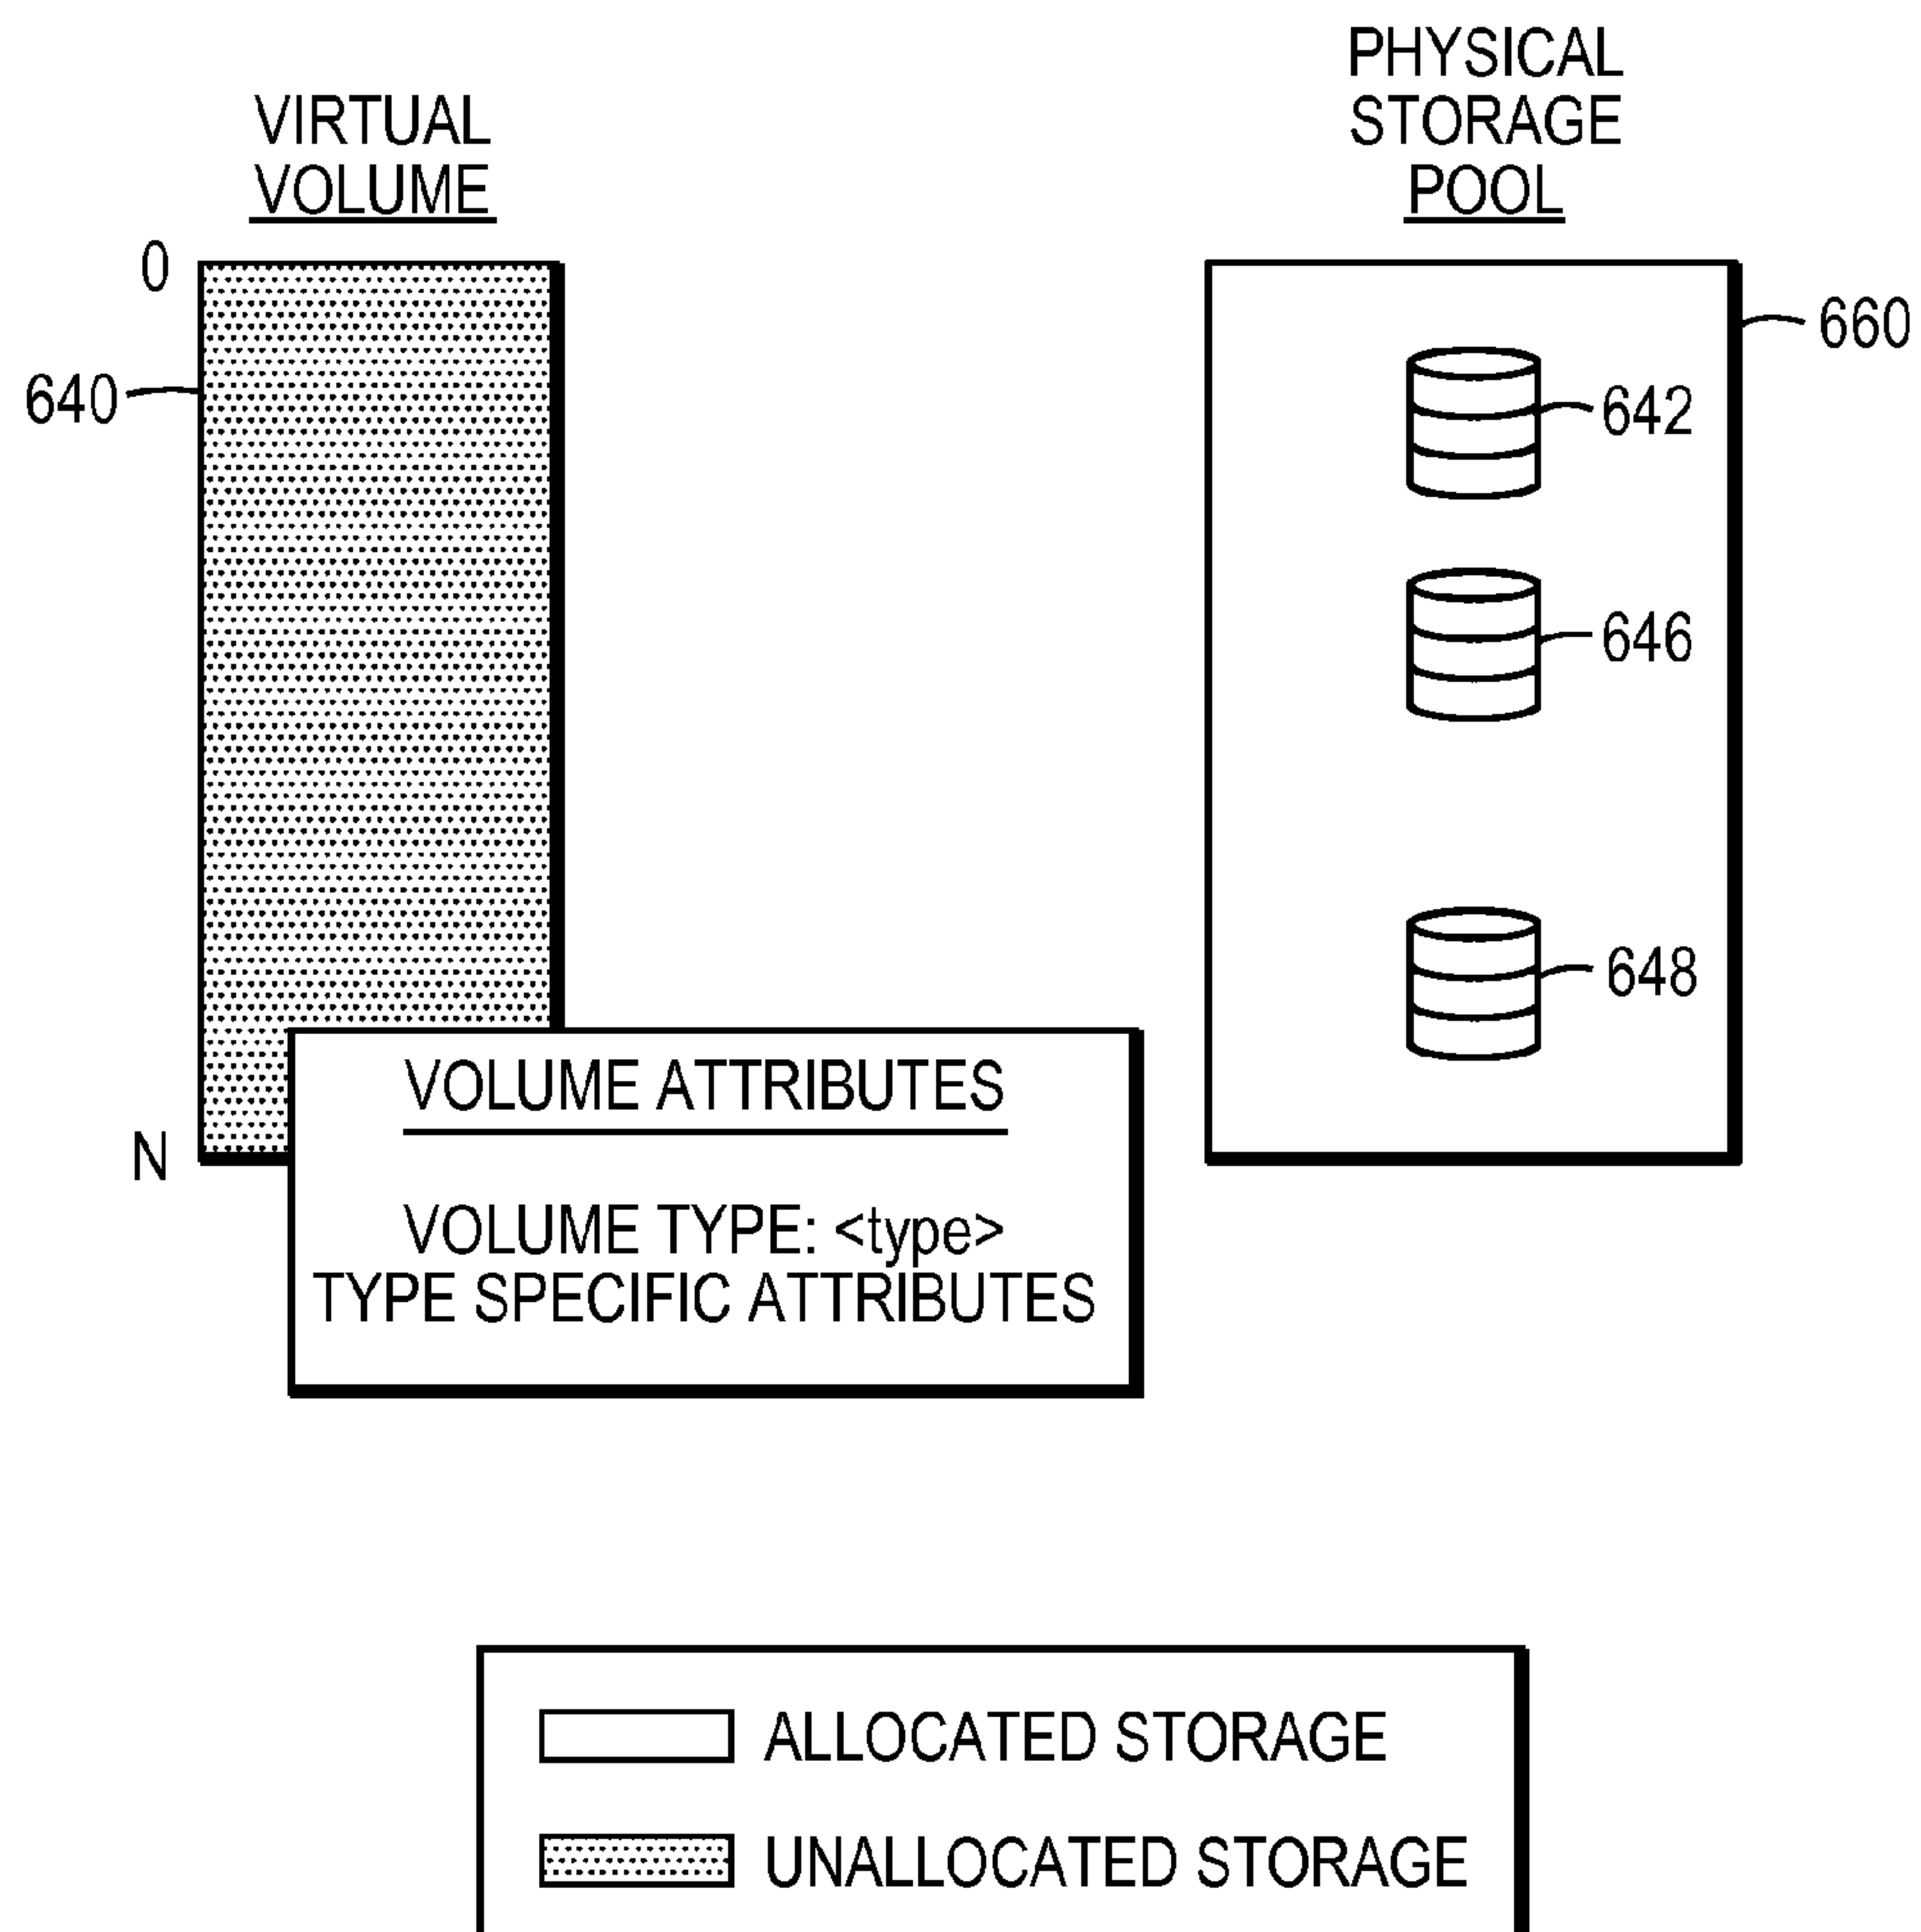 VIRTUAL
VOLUME
PHYSICAL
STORAGE
POOL
0
640
N
660
642
646
648
VOLUME ATTRIBUTES
VOLUME TYPE: <type>
TYPE SPECIFIC ATTRIBUTES
ALLOCATED STORAGE
UNALLOCATED STORAGE